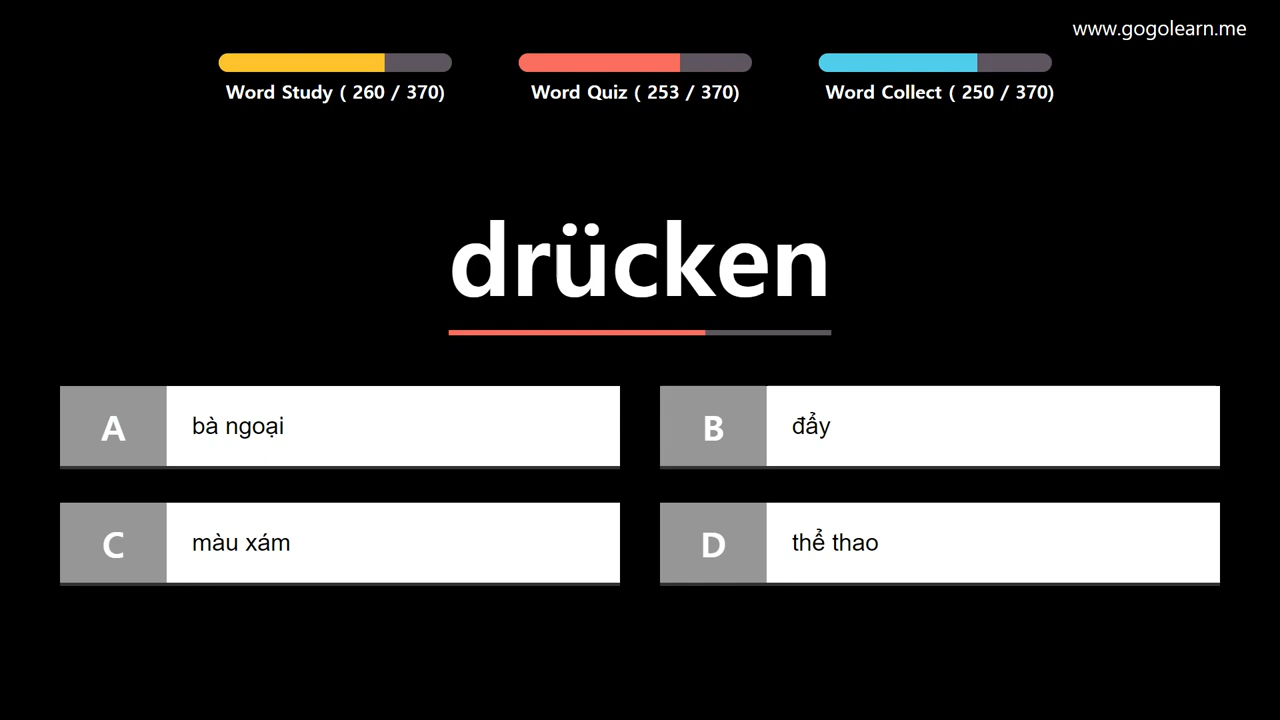 www.gogolearn.me
Word Study ( 260 / 370)
Word Quiz ( 253 / 370)
Word Collect ( 250 / 370)
drücken
A
bà ngoại
B
đẩy
C
màu xám
D
thể thao